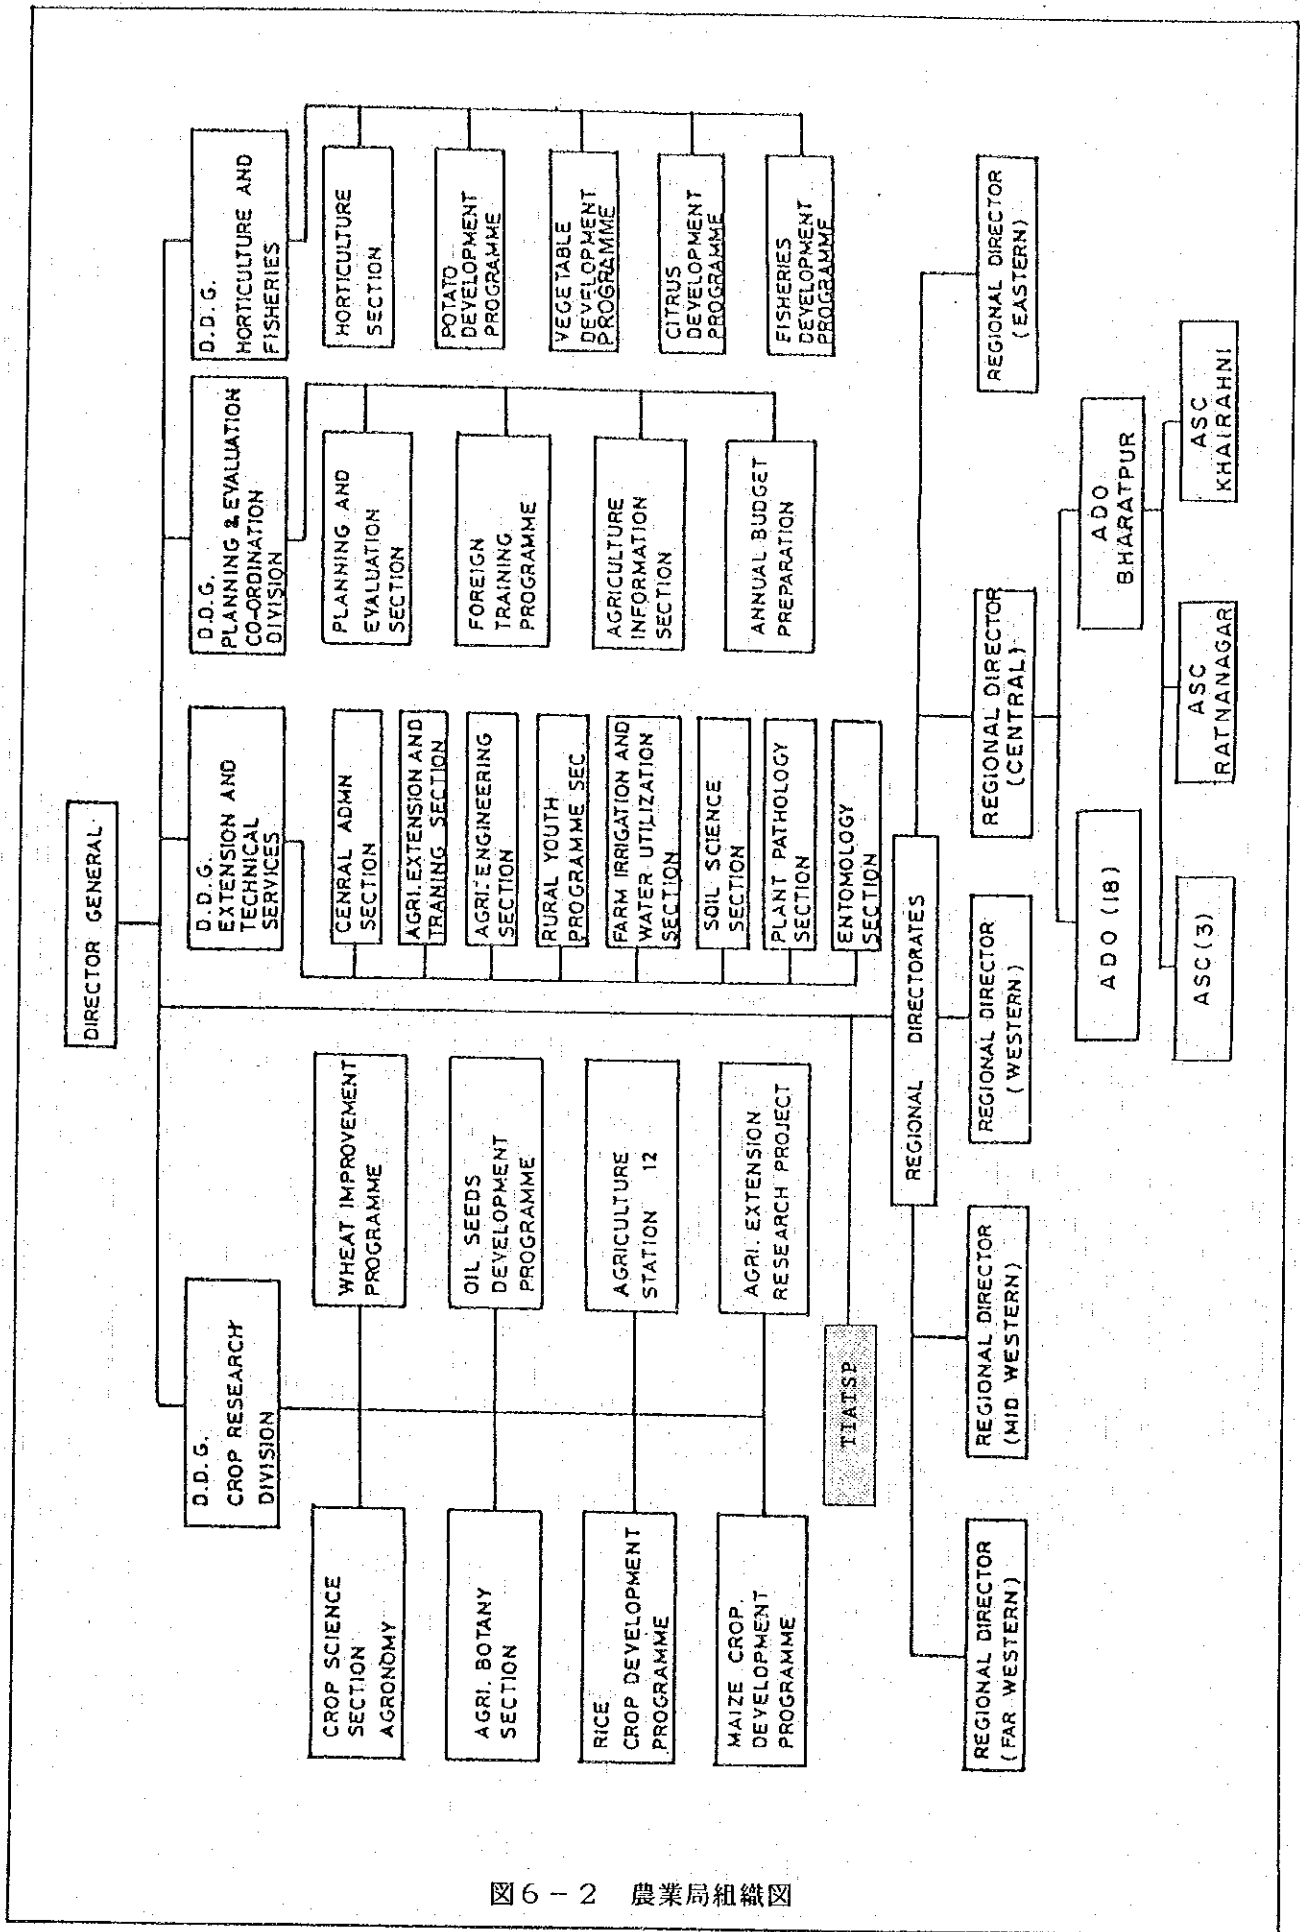 DIRECTOR GENERAL
D.D.G.
CROP RESEARCH
DIVISION
D.D.G.
EXTENSION AND
TECHNICAL
SERVICES
D.D.G.
PLANNING & EVALUATION
CO-ORDINATION
DIVISION
D.D.G.
HORTICULTURE AND
FISHERIES
CROP SCIENCE
SECTION
AGRONOMY
WHEAT IMPROVEMENT
PROGRAMME
AGRI. BOTANY
SECTION
OIL SEEDS
DEVELOPMENT
PROGRAMME
RICE
CROP DEVELOPMENT
PROGRAMME
AGRICULTURE
STATION 12
MAIZE CROP.
DEVELOPMENT
PROGRAMME
AGRI. EXTENSION
RESEARCH PROJECT
CENRAL ADMN
SECTION
AGRI. EXTENSION AND
TRANING SECTION
AGRI. ENGINEERING
SECTION
RURAL YOUTH
PROGRAMME SEC.
FARM IRRIGATION AND
WATER UTILIZATION
SECTION
SOIL SCIENCE
SECTION
PLANT PATHOLOGY
SECTION
ENTOMOLOGY
SECTION
PLANNING AND
EVALUATION
SECTION
FOREIGN
TRAINING
PROGRAMME
AGRICULTURE
INFORMATION
SECTION
ANNUAL BUDGET
PREPARATION
HORTICULTURE
SECTION
POTATO
DEVELOPMENT
PROGRAMME
VEGETABLE
DEVELOPMENT
PROGRAMME
CITRUS
DEVELOPMENT
PROGRAMME
FISHERIES
DEVELOPMENT
PROGRAMME
TIATSP
REGIONAL DIRECTORATES
REGIONAL DIRECTOR
(FAR WESTERN)
REGIONAL DIRECTOR
(MID WESTERN)
REGIONAL DIRECTOR
(WESTERN)
REGIONAL DIRECTOR
(CENTRAL)
REGIONAL DIRECTOR
(EASTERN)
ADO (18)
ADO
BHARATPUR
ASC (3)
ASC
RATNANAGAR
ASC
KHAIRAHNI
図6-2 農業局組織図